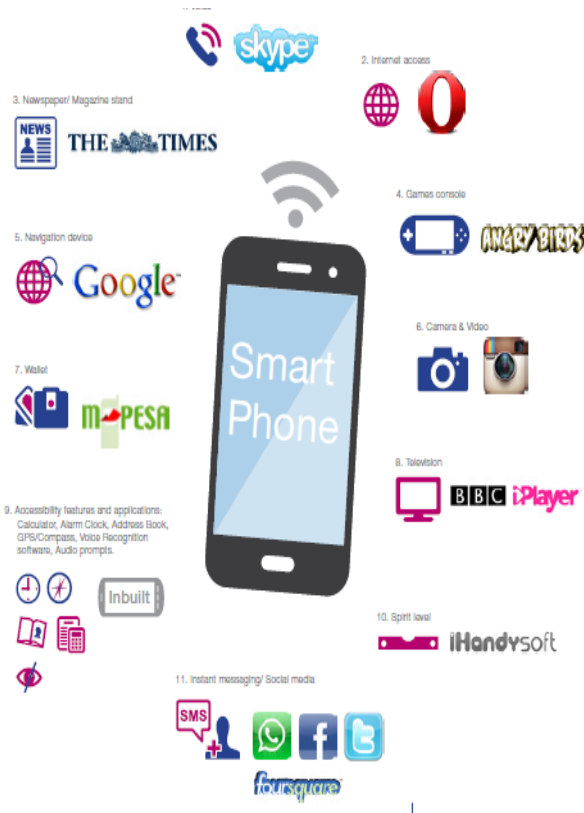 skype
2. Internet access
3. Newspaper/ Magazine stand
NEWS
THE TIMES
4. Games console
ANGRY BIRDS
5. Navigation device
Google
6. Camera & Video
Smart
Phone
7. Wallet
M-PESA
8. Television
BBC iPlayer
9. Accessibility features and applications:
Calculator, Alarm Clock, Address Book,
GPS/Compass, Voice Recognition
software, Audio prompts.
Inbuilt
10. Spirit level
iHandysoft
11. Instant messaging/ Social media
SMS
foursquare